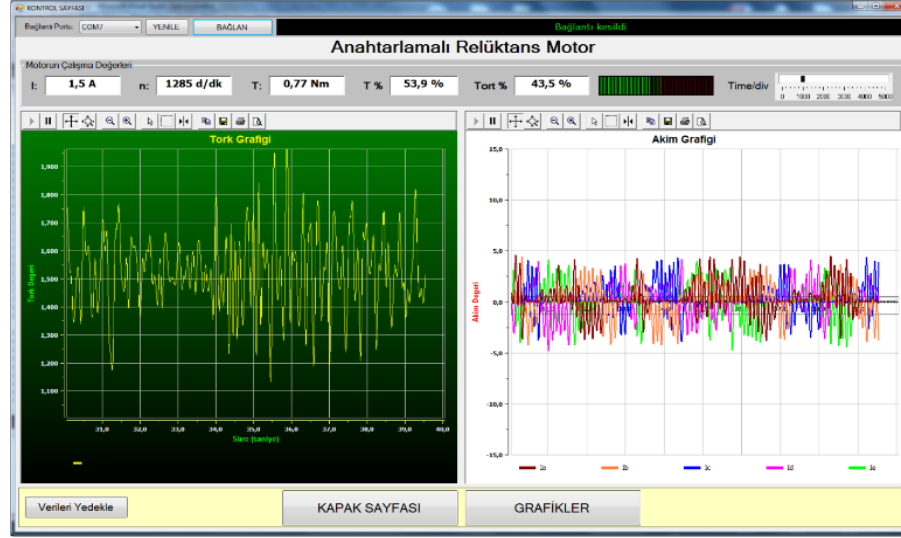 KONTROL SAYFASI
Bağlantı Portu: COM7 YENİLE BAĞLAN Bağlantı kesildi
Anahtarlamalı Relüktans Motor
Motorun Çalışma Değerleri
I: 1,5 A n: 1285 d/dk T: 0,77 Nm T % 53,9 % Tort % 43,5 % Time/div
0 1000 2000 3000 4000 5000
Tork Grafigi
1,900
1,800
1,700
1,600
1,500
1,400
1,300
1,200
1,100
Tork Degeri
31,0 32,0 33,0 34,0 35,0 36,0 37,0 38,0 39,0 40,0
Süre (saniye)
Akim Grafigi
15,0
10,0
5,0
0,0
-5,0
-10,0
-15,0
Akim Degeri
Ib Ic Id Ie
Verileri Yedekle KAPAK SAYFASI GRAFİKLER